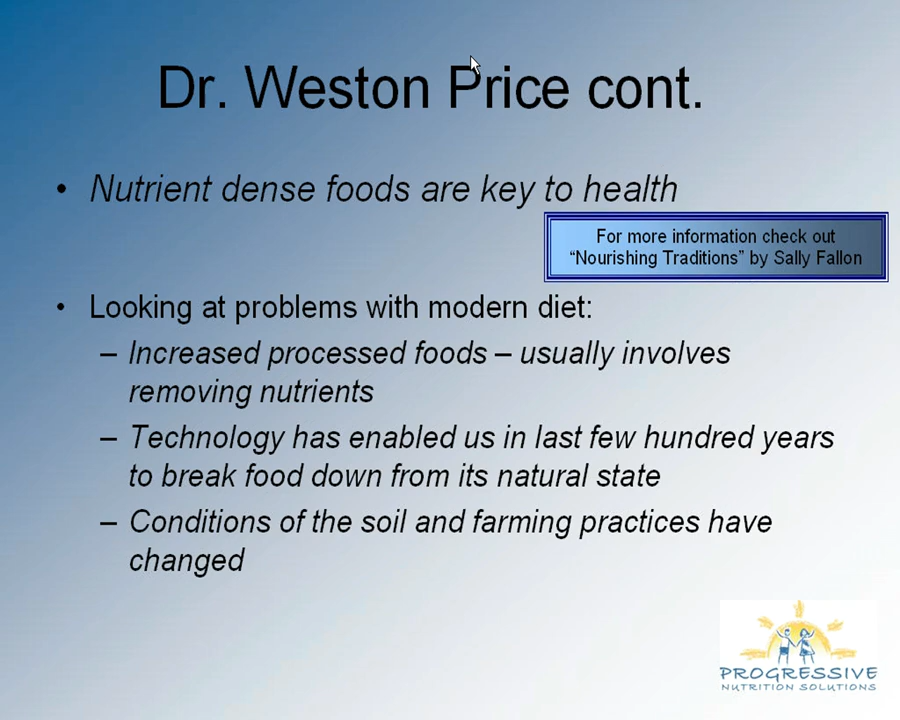 Dr. Weston Price cont.
• Nutrient dense foods are key to health
For more information check out
“Nourishing Traditions” by Sally Fallon
• Looking at problems with modern diet:
– Increased processed foods – usually involves
removing nutrients
– Technology has enabled us in last few hundred years
to break food down from its natural state
– Conditions of the soil and farming practices have
changed
PROGRESSIVE
NUTRITION SOLUTIONS